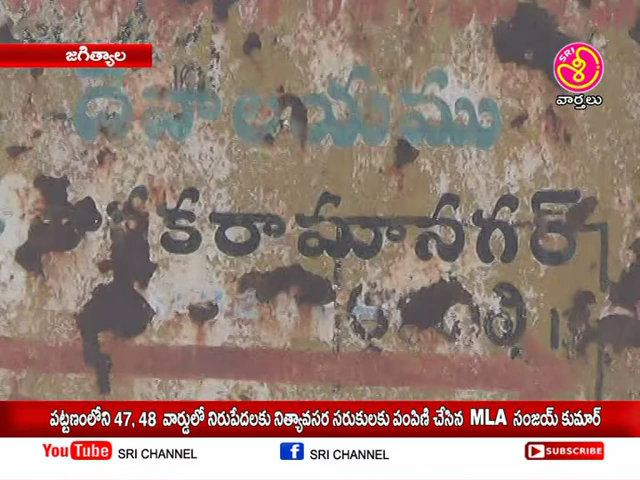 జగిత్యాల
SRI
శ్రీ
వార్తలు
దేవాలయము
కరామానగర్
పట్టణంలోని 47, 48 వార్డులో నిరుపేదలకు నిత్యావసర సరుకులకు పంపిణి చేసిన MLA సంజయ్ కుమార్
YouTube SRI CHANNEL f SRI CHANNEL SUBSCRIBE